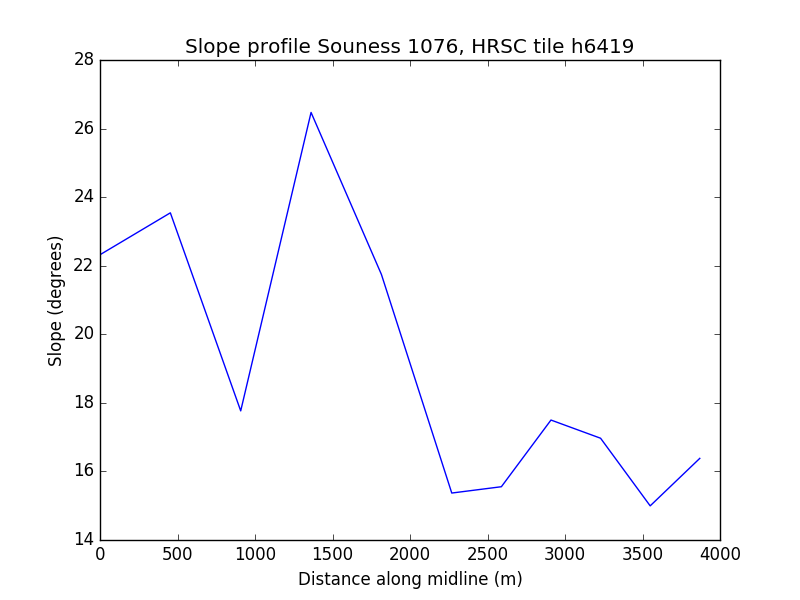 Slope profile Souness 1076, HRSC tile h6419
28
26
24
22
20
18
16
14
Slope (degrees)
0 500 1000 1500 2000 2500 3000 3500 4000
Distance along midline (m)